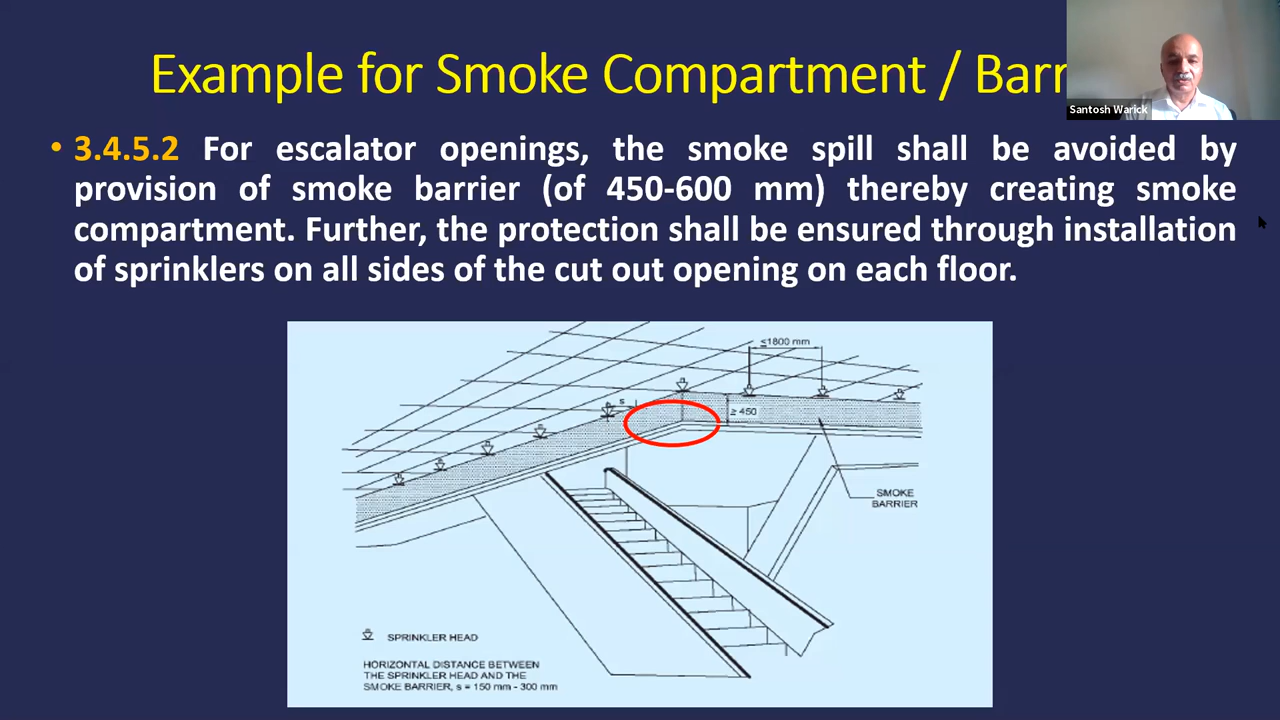 Example for Smoke Compartment / Barr
Santosh Warick
• 3.4.5.2 For escalator openings, the smoke spill shall be avoided by
provision of smoke barrier (of 450-600 mm) thereby creating smoke
compartment. Further, the protection shall be ensured through installation
of sprinklers on all sides of the cut out opening on each floor.
≤1800 mm
s
≥ 450
SMOKE
BARRIER
SPRINKLER HEAD
HORIZONTAL DISTANCE BETWEEN
THE SPRINKLER HEAD AND THE
SMOKE BARRIER, s = 150 mm - 300 mm